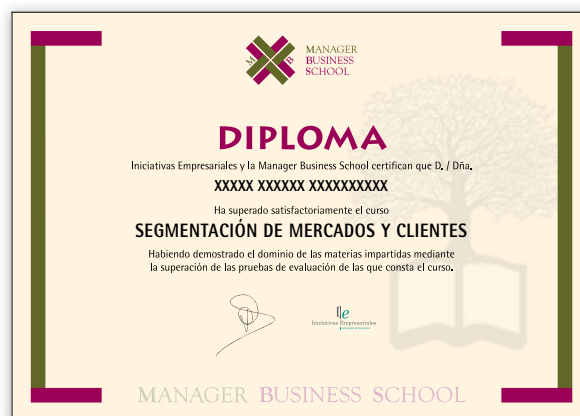 M B S
MANAGER
BUSINESS
SCHOOL
DIPLOMA
Iniciativas Empresariales y la Manager Business School certifican que D. / Dña.
XXXXX XXXXXX XXXXXXXXXX
Ha superado satisfactoriamente el curso
SEGMENTACIÓN DE MERCADOS Y CLIENTES
Habiendo demostrado el dominio de las materias impartidas mediante
la superación de las pruebas de evaluación de las que consta el curso.
Iniciativas Empresariales
MANAGER BUSINESS SCHOOL